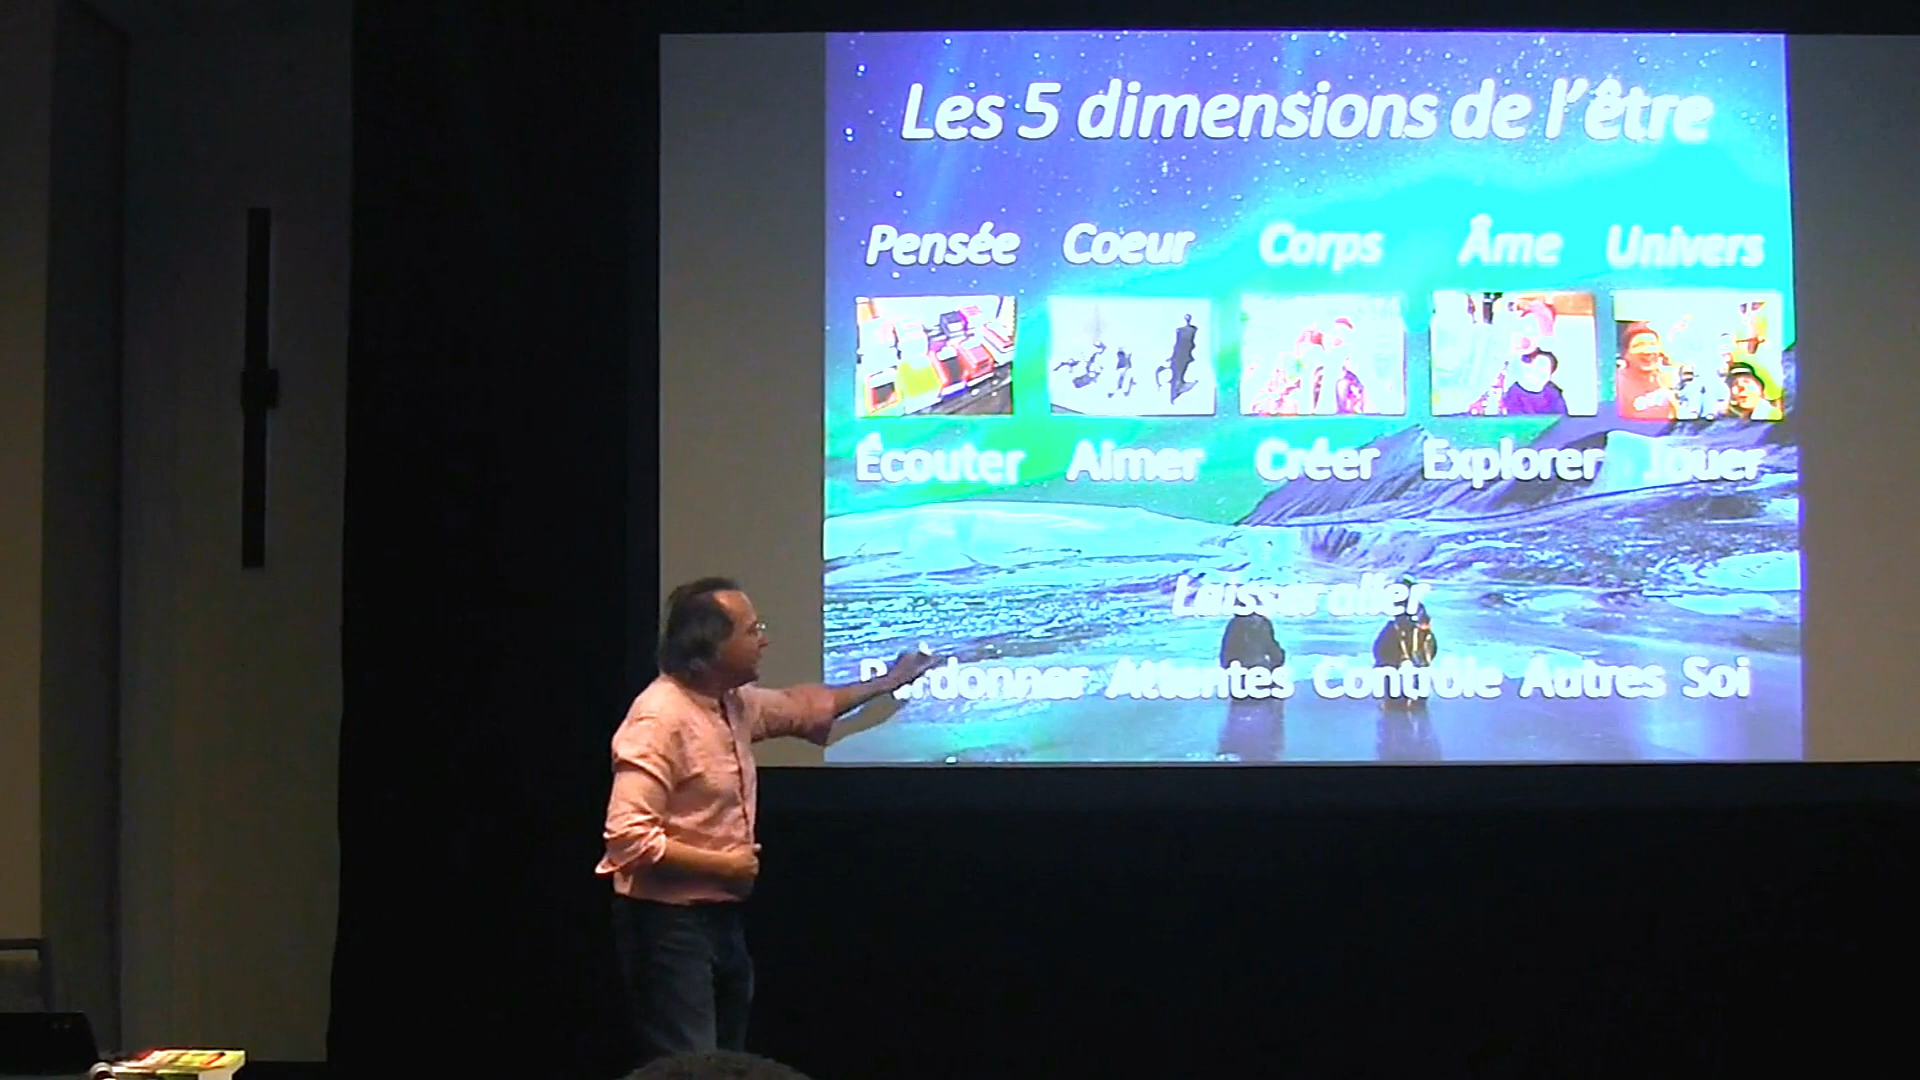 Les 5 dimensions de l'être
Pensée Coeur Corps Âme Univers
Écouter Aimer Créer Explorer Jouer
Laisser aller
Pardonner Attentes Contrôle Autres Soi